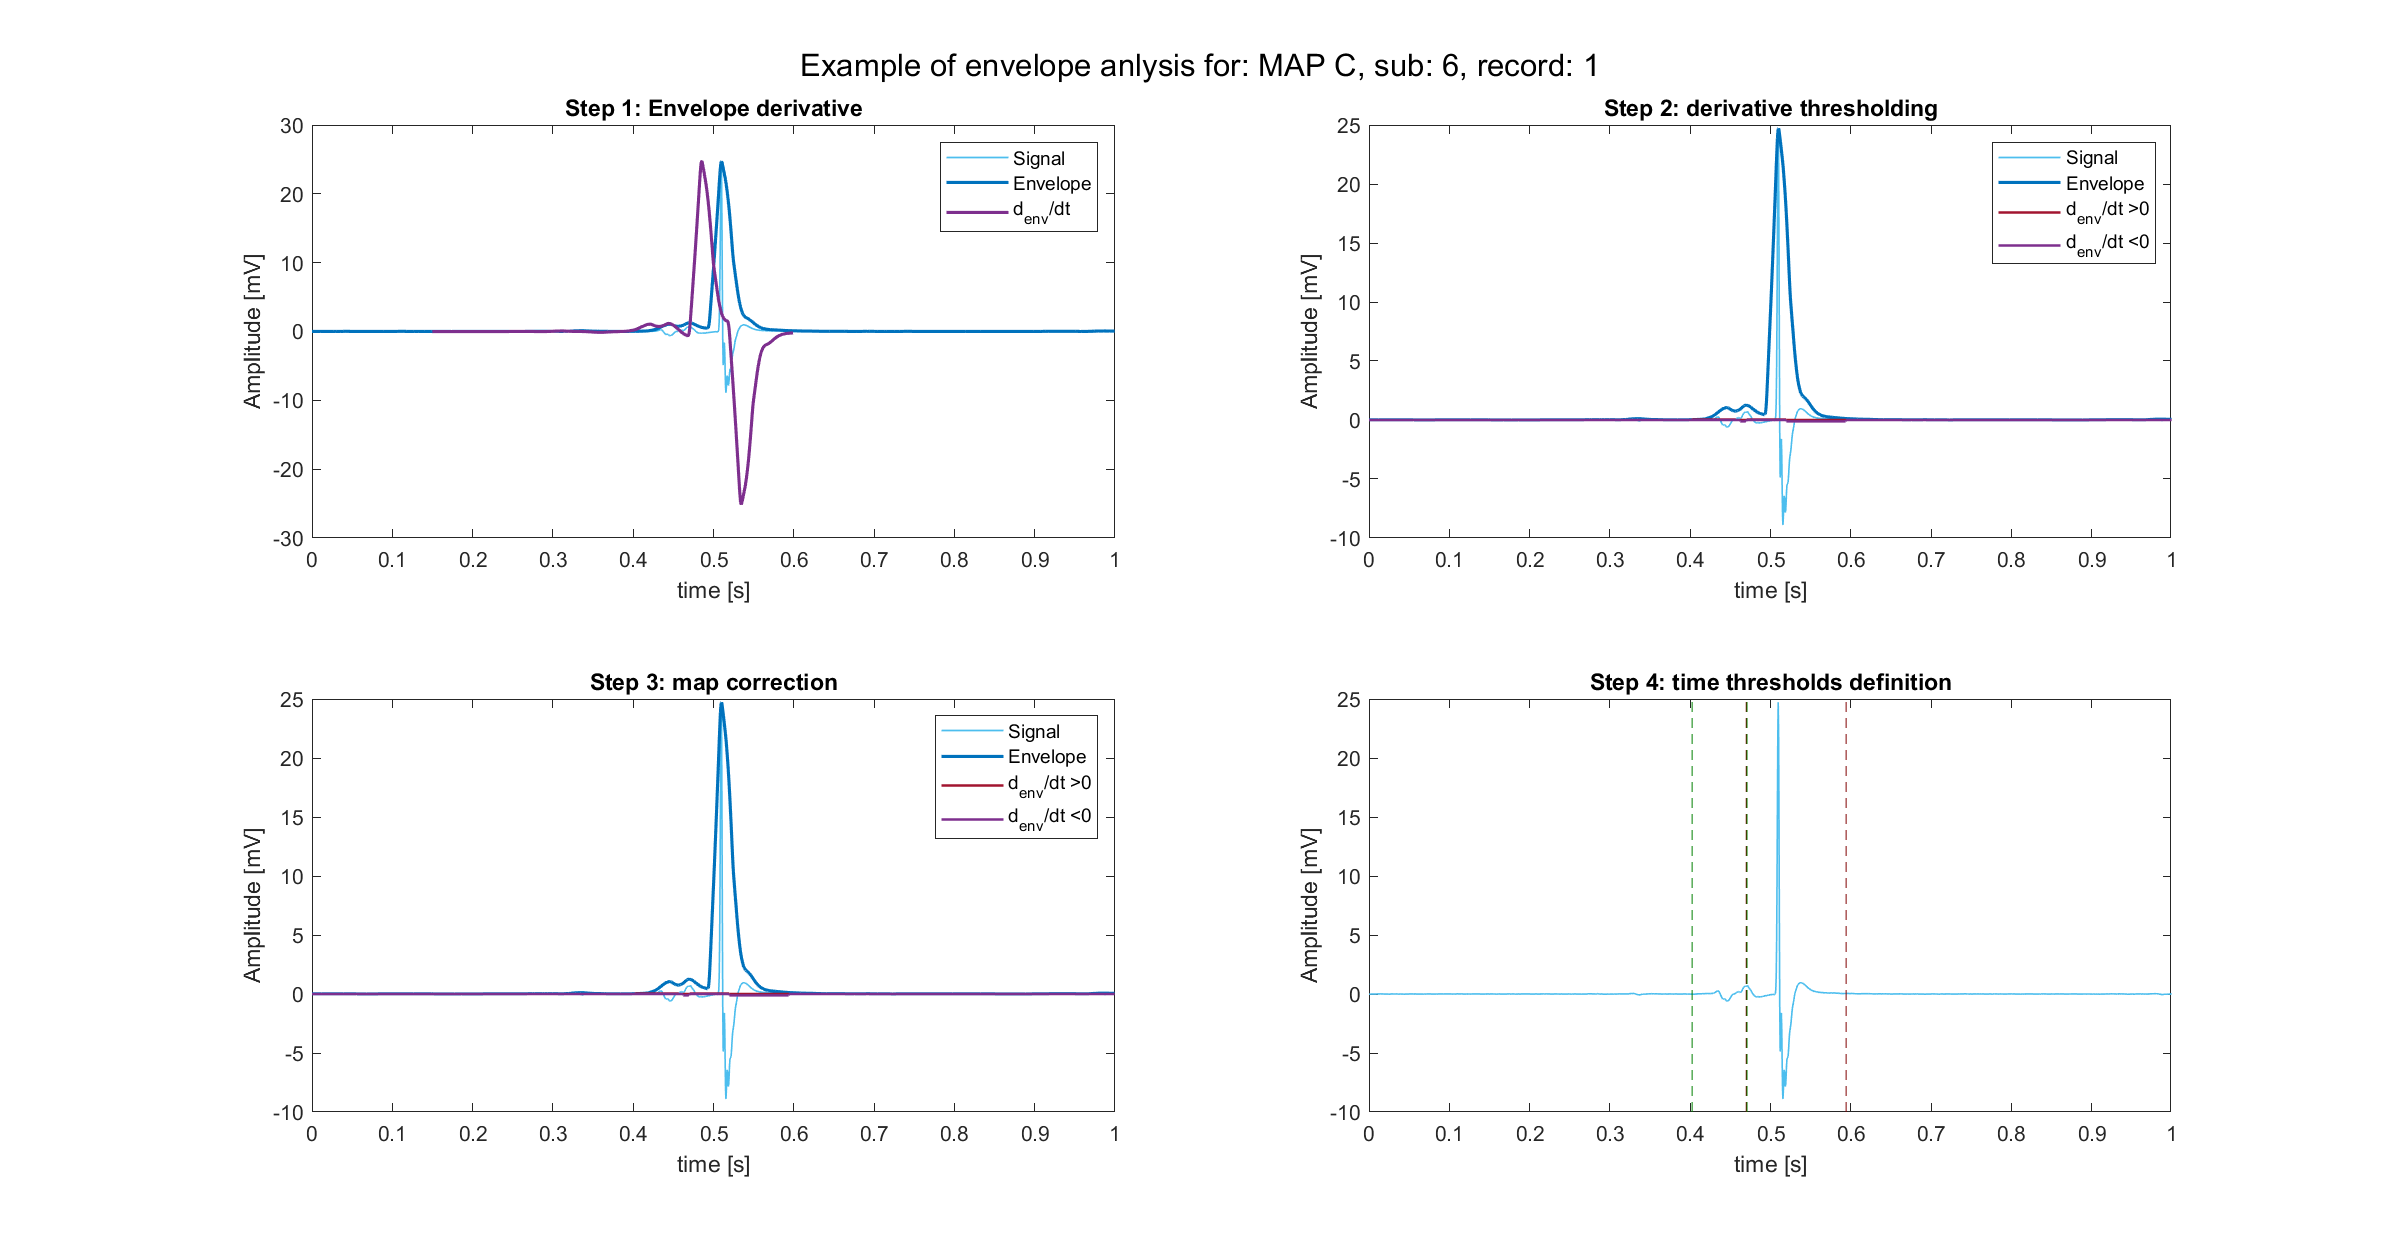 Example of envelope anlysis for: MAP C, sub: 6, record: 1
Step 1: Envelope derivative
30
20
10
0
-10
-20
-30
Amplitude [mV]
0 0.1 0.2 0.3 0.4 0.5 0.6 0.7 0.8 0.9 1
time [s]
Signal
Envelope
d_env/dt
Step 2: derivative thresholding
25
20
15
10
5
0
-5
-10
Amplitude [mV]
0 0.1 0.2 0.3 0.4 0.5 0.6 0.7 0.8 0.9 1
time [s]
Signal
Envelope
d_env/dt >0
d_env/dt <0
Step 3: map correction
25
20
15
10
5
0
-5
-10
Amplitude [mV]
0 0.1 0.2 0.3 0.4 0.5 0.6 0.7 0.8 0.9 1
time [s]
Signal
Envelope
d_env/dt >0
d_env/dt <0
Step 4: time thresholds definition
25
20
15
10
5
0
-5
-10
Amplitude [mV]
0 0.1 0.2 0.3 0.4 0.5 0.6 0.7 0.8 0.9 1
time [s]